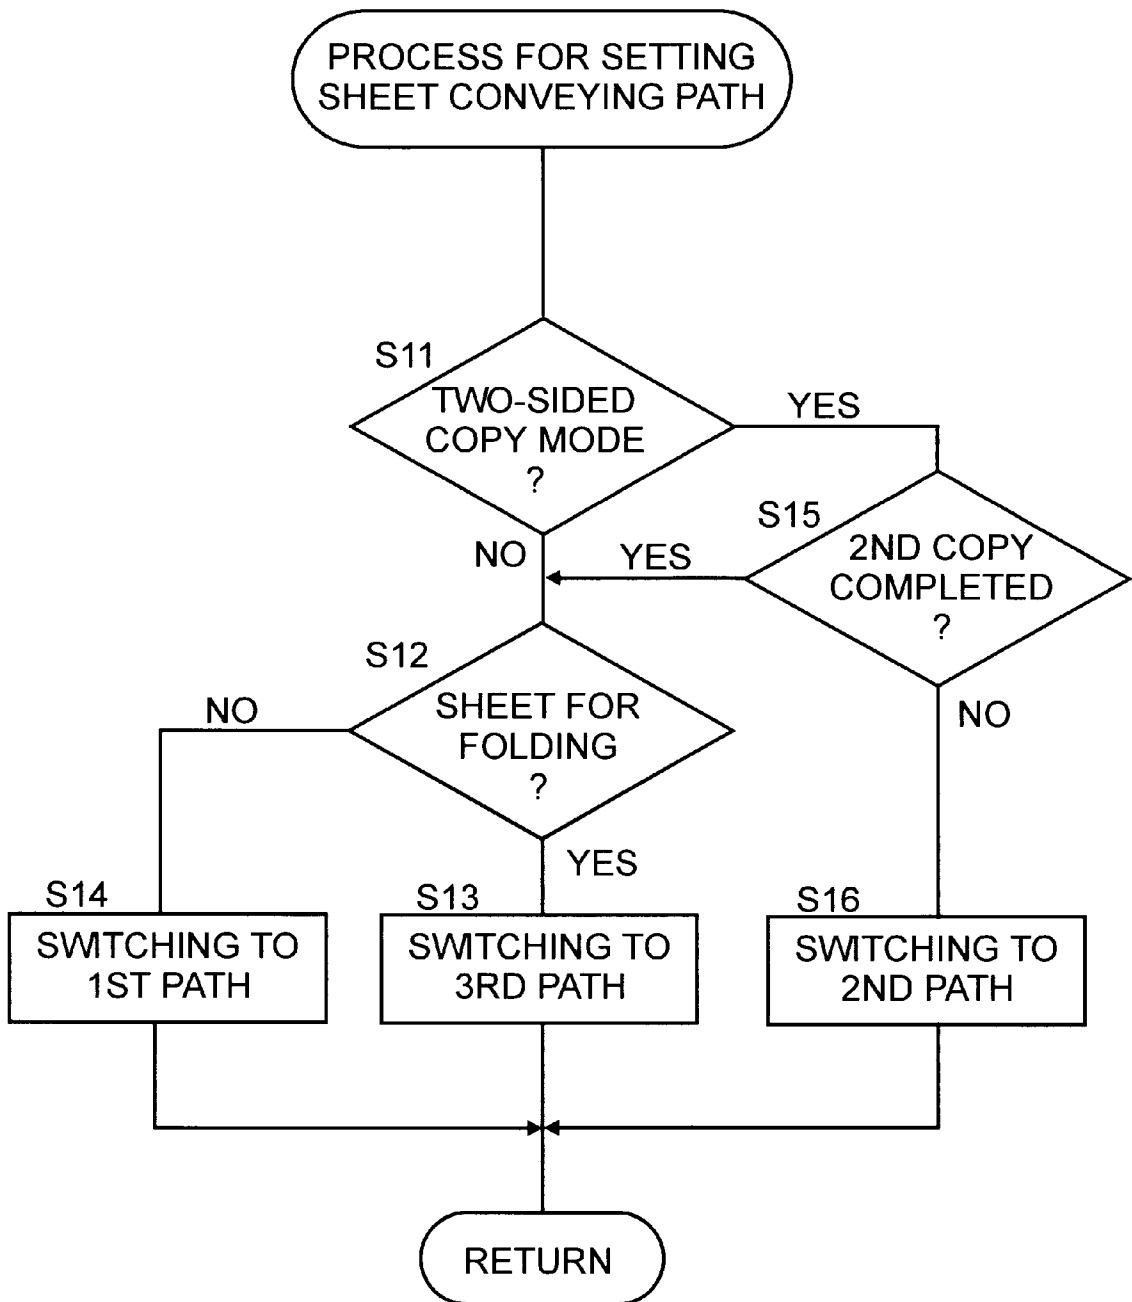 PROCESS FOR SETTING
SHEET CONVEYING PATH
S11
TWO-SIDED
COPY MODE
?
YES
NO
S15
2ND COPY
COMPLETED
?
YES
NO
S12
SHEET FOR
FOLDING
?
NO
YES
S14
SWITCHING TO
1ST PATH
S13
SWITCHING TO
3RD PATH
S16
SWITCHING TO
2ND PATH
RETURN